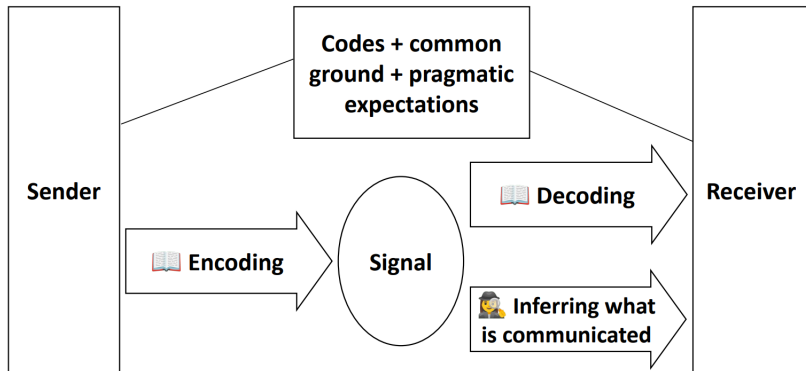 Codes + common
ground + pragmatic
expectations
Sender
Encoding
Signal
Decoding
Inferring what
is communicated
Receiver